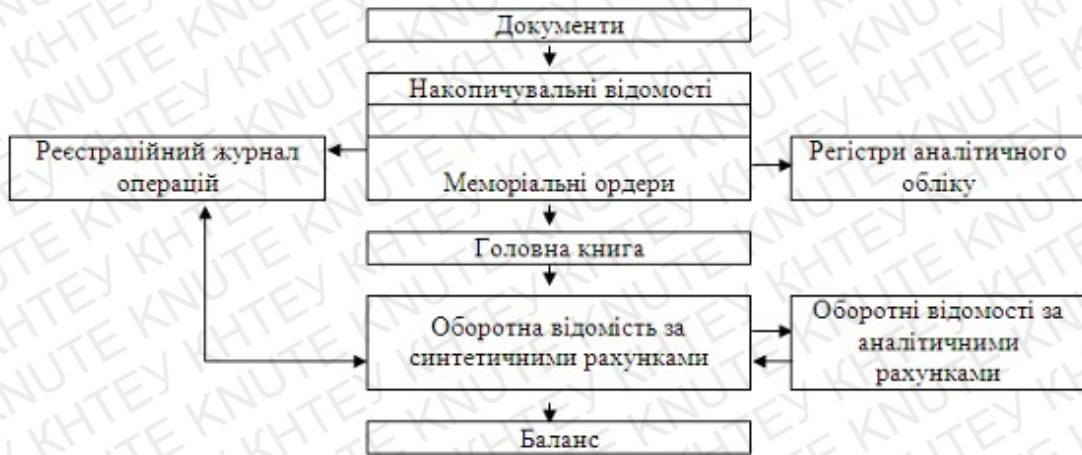 Документи
Накопичувальні відомості
Реєстраційний журнал
операцій
Меморіальні ордери
Регістри аналітичного
обліку
Головна книга
Оборотна відомість за
синтетичними рахунками
Оборотні відомості за
аналітичними
рахунками
Баланс